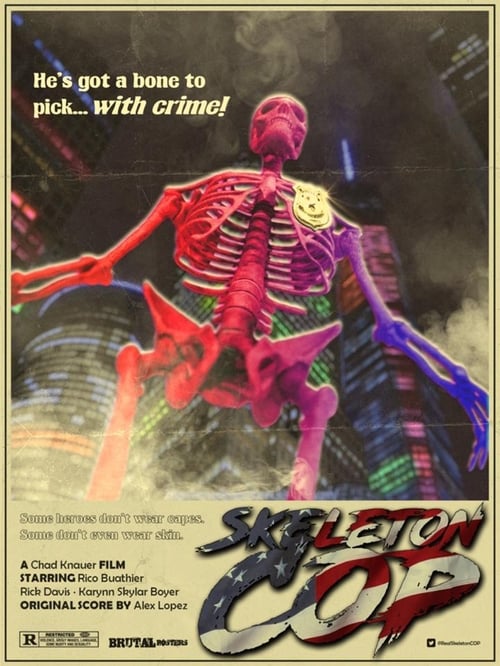 He's got a bone to
pick... with crime!
Some heroes don't wear capes.
Some don't even wear skin.
SKELETON
COP
A Chad Knauer FILM
STARRING Rico Buathier
Rick Davis · Karynn Skylar Boyer
ORIGINAL SCORE BY Alex Lopez
R RESTRICTED
BRUTAL POSTERS
@RealSkeletonCOP